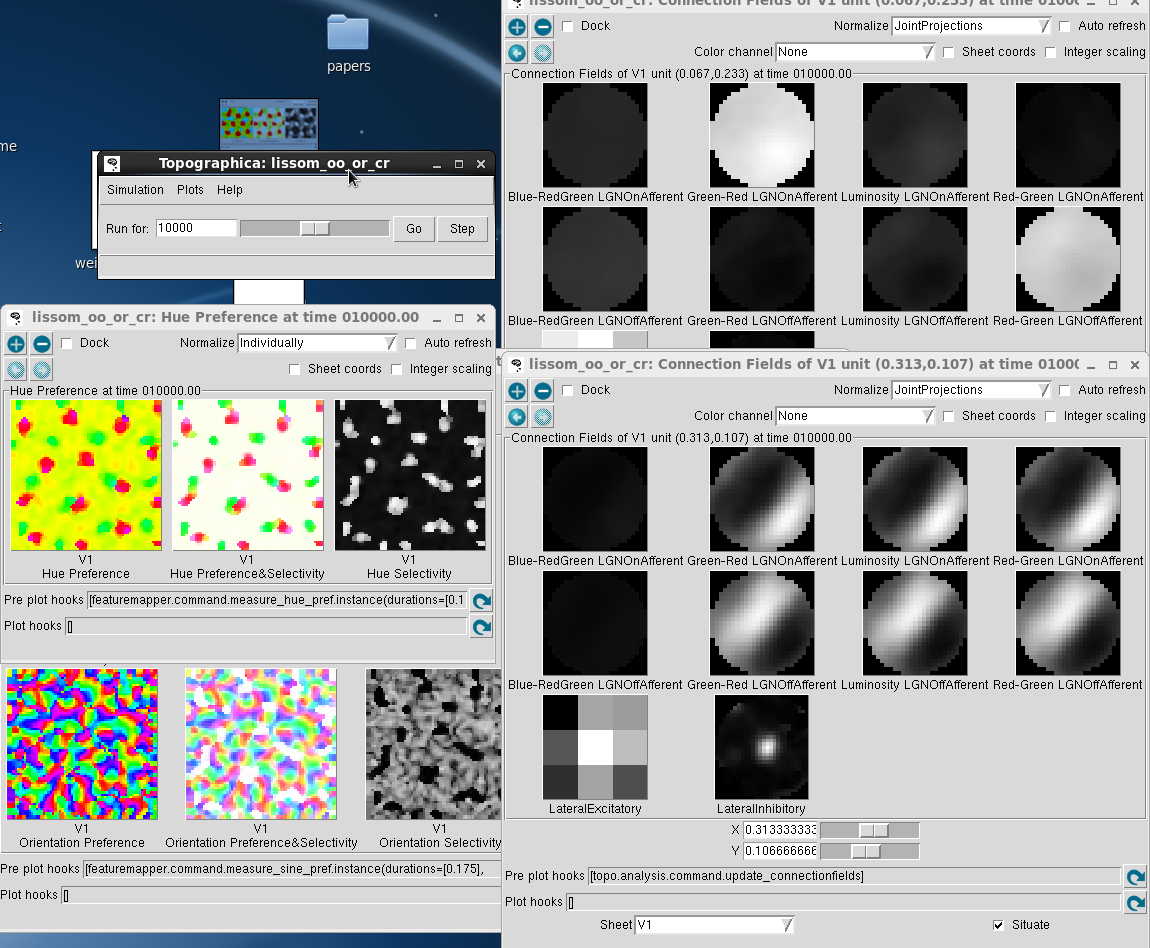 papers
me
t
wei
Topographica: lissom_oo_or_cr
Simulation Plots Help
Run for: 10000 Go Step
lissom_oo_or_cr: Hue Preference at time 010000.00
Dock Normalize Individually Auto refresh
Sheet coords Integer scaling
Hue Preference at time 010000.00
V1 V1 V1
Hue Preference Hue Preference&Selectivity Hue Selectivity
Pre plot hooks [featuremapper.command.measure_hue_pref.instance(durations=[0.1
Plot hooks []
V1 V1 V1
Orientation Preference Orientation Preference&Selectivity Orientation Selectivity
Pre plot hooks [featuremapper.command.measure_sine_pref.instance(durations=[0.175],
Plot hooks []
lissom_oo_or_cr: Connection Fields of V1 unit (0.067,0.233) at time 0100
Dock Normalize JointProjections Auto refresh
Color channel None Sheet coords Integer scaling
Connection Fields of V1 unit (0.067,0.233) at time 010000.00
Blue-RedGreen LGNOnAfferent Green-Red LGNOnAfferent Luminosity LGNOnAfferent Red-Green LGNOnAfferent
Blue-RedGreen LGNOffAfferent Green-Red LGNOffAfferent Luminosity LGNOffAfferent Red-Green LGNOffAfferent
lissom_oo_or_cr: Connection Fields of V1 unit (0.313,0.107) at time 0100
Dock Normalize JointProjections Auto refresh
Color channel None Sheet coords Integer scaling
Connection Fields of V1 unit (0.313,0.107) at time 010000.00
Blue-RedGreen LGNOnAfferent Green-Red LGNOnAfferent Luminosity LGNOnAfferent Red-Green LGNOnAfferent
Blue-RedGreen LGNOffAfferent Green-Red LGNOffAfferent Luminosity LGNOffAfferent Red-Green LGNOffAfferent
LateralExcitatory LateralInhibitory
X 0.313333333
Y 0.106666666
Pre plot hooks [topo.analysis.command.update_connectionfields]
Plot hooks []
Sheet V1 Situate